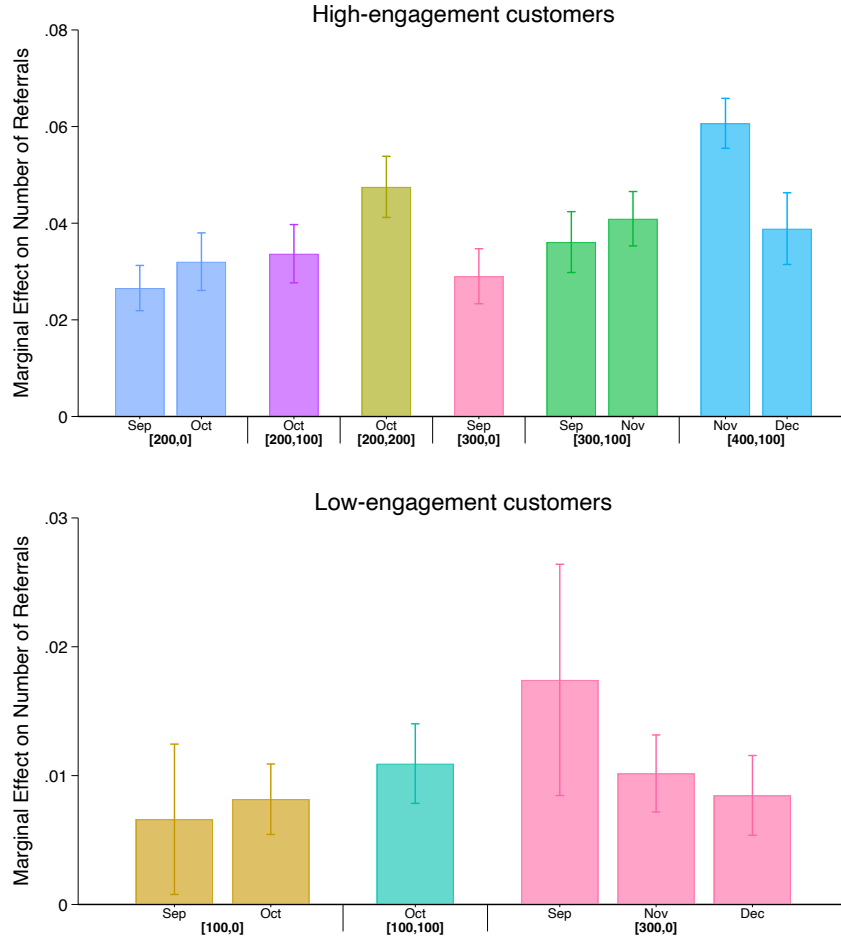 High-engagement customers
Marginal Effect on Number of Referrals
.08
.06
.04
.02
0
Sep Oct Oct Oct Sep Sep Nov Nov Dec
[200,0] [200,100] [200,200] [300,0] [300,100] [400,100]
Low-engagement customers
Marginal Effect on Number of Referrals
.03
.02
.01
0
Sep Oct Oct Sep Nov Dec
[100,0] [100,100] [300,0]